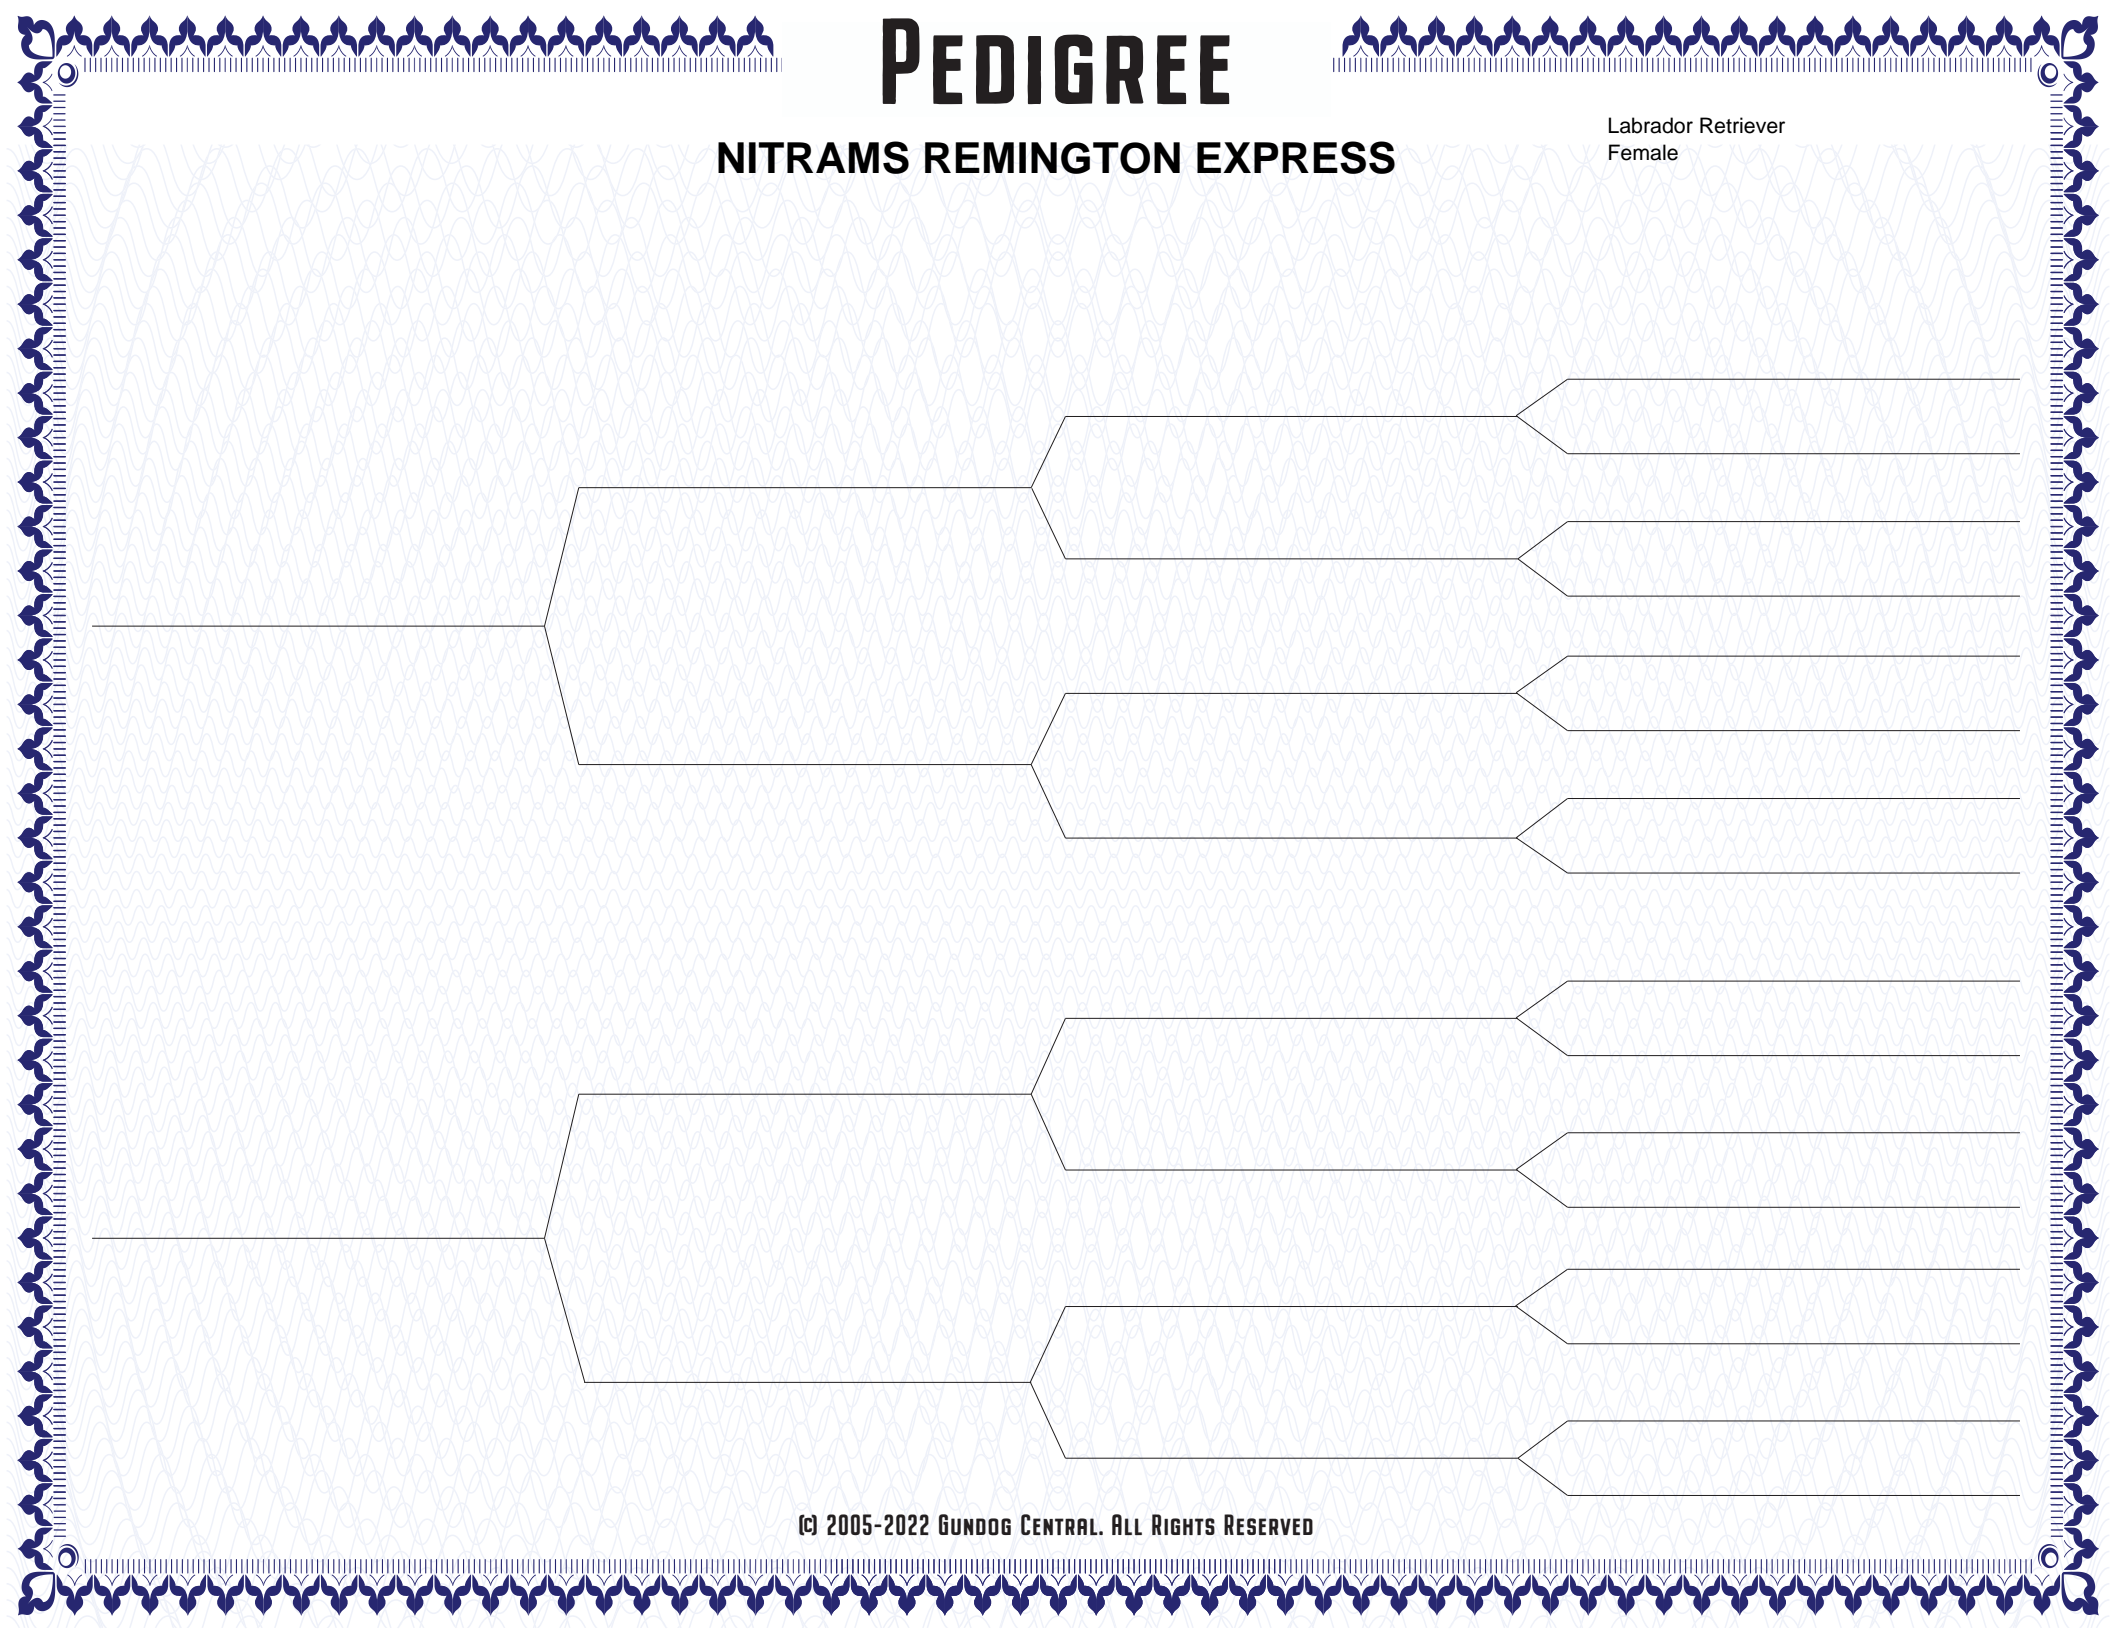 PEDIGREE
NITRAMS REMINGTON EXPRESS
Labrador Retriever
Female
(C) 2005-2022 GUNDOG CENTRAL. ALL RIGHTS RESERVED